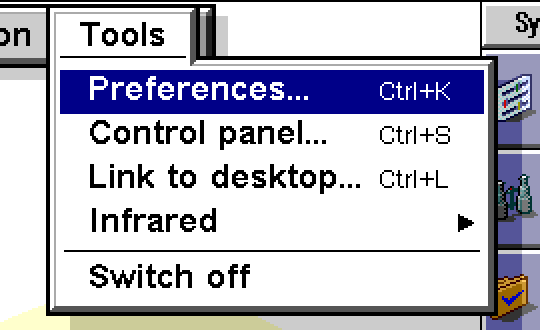 on Tools Sy
Preferences... Ctrl+K
Control panel... Ctrl+S
Link to desktop... Ctrl+L
Infrared
Switch off